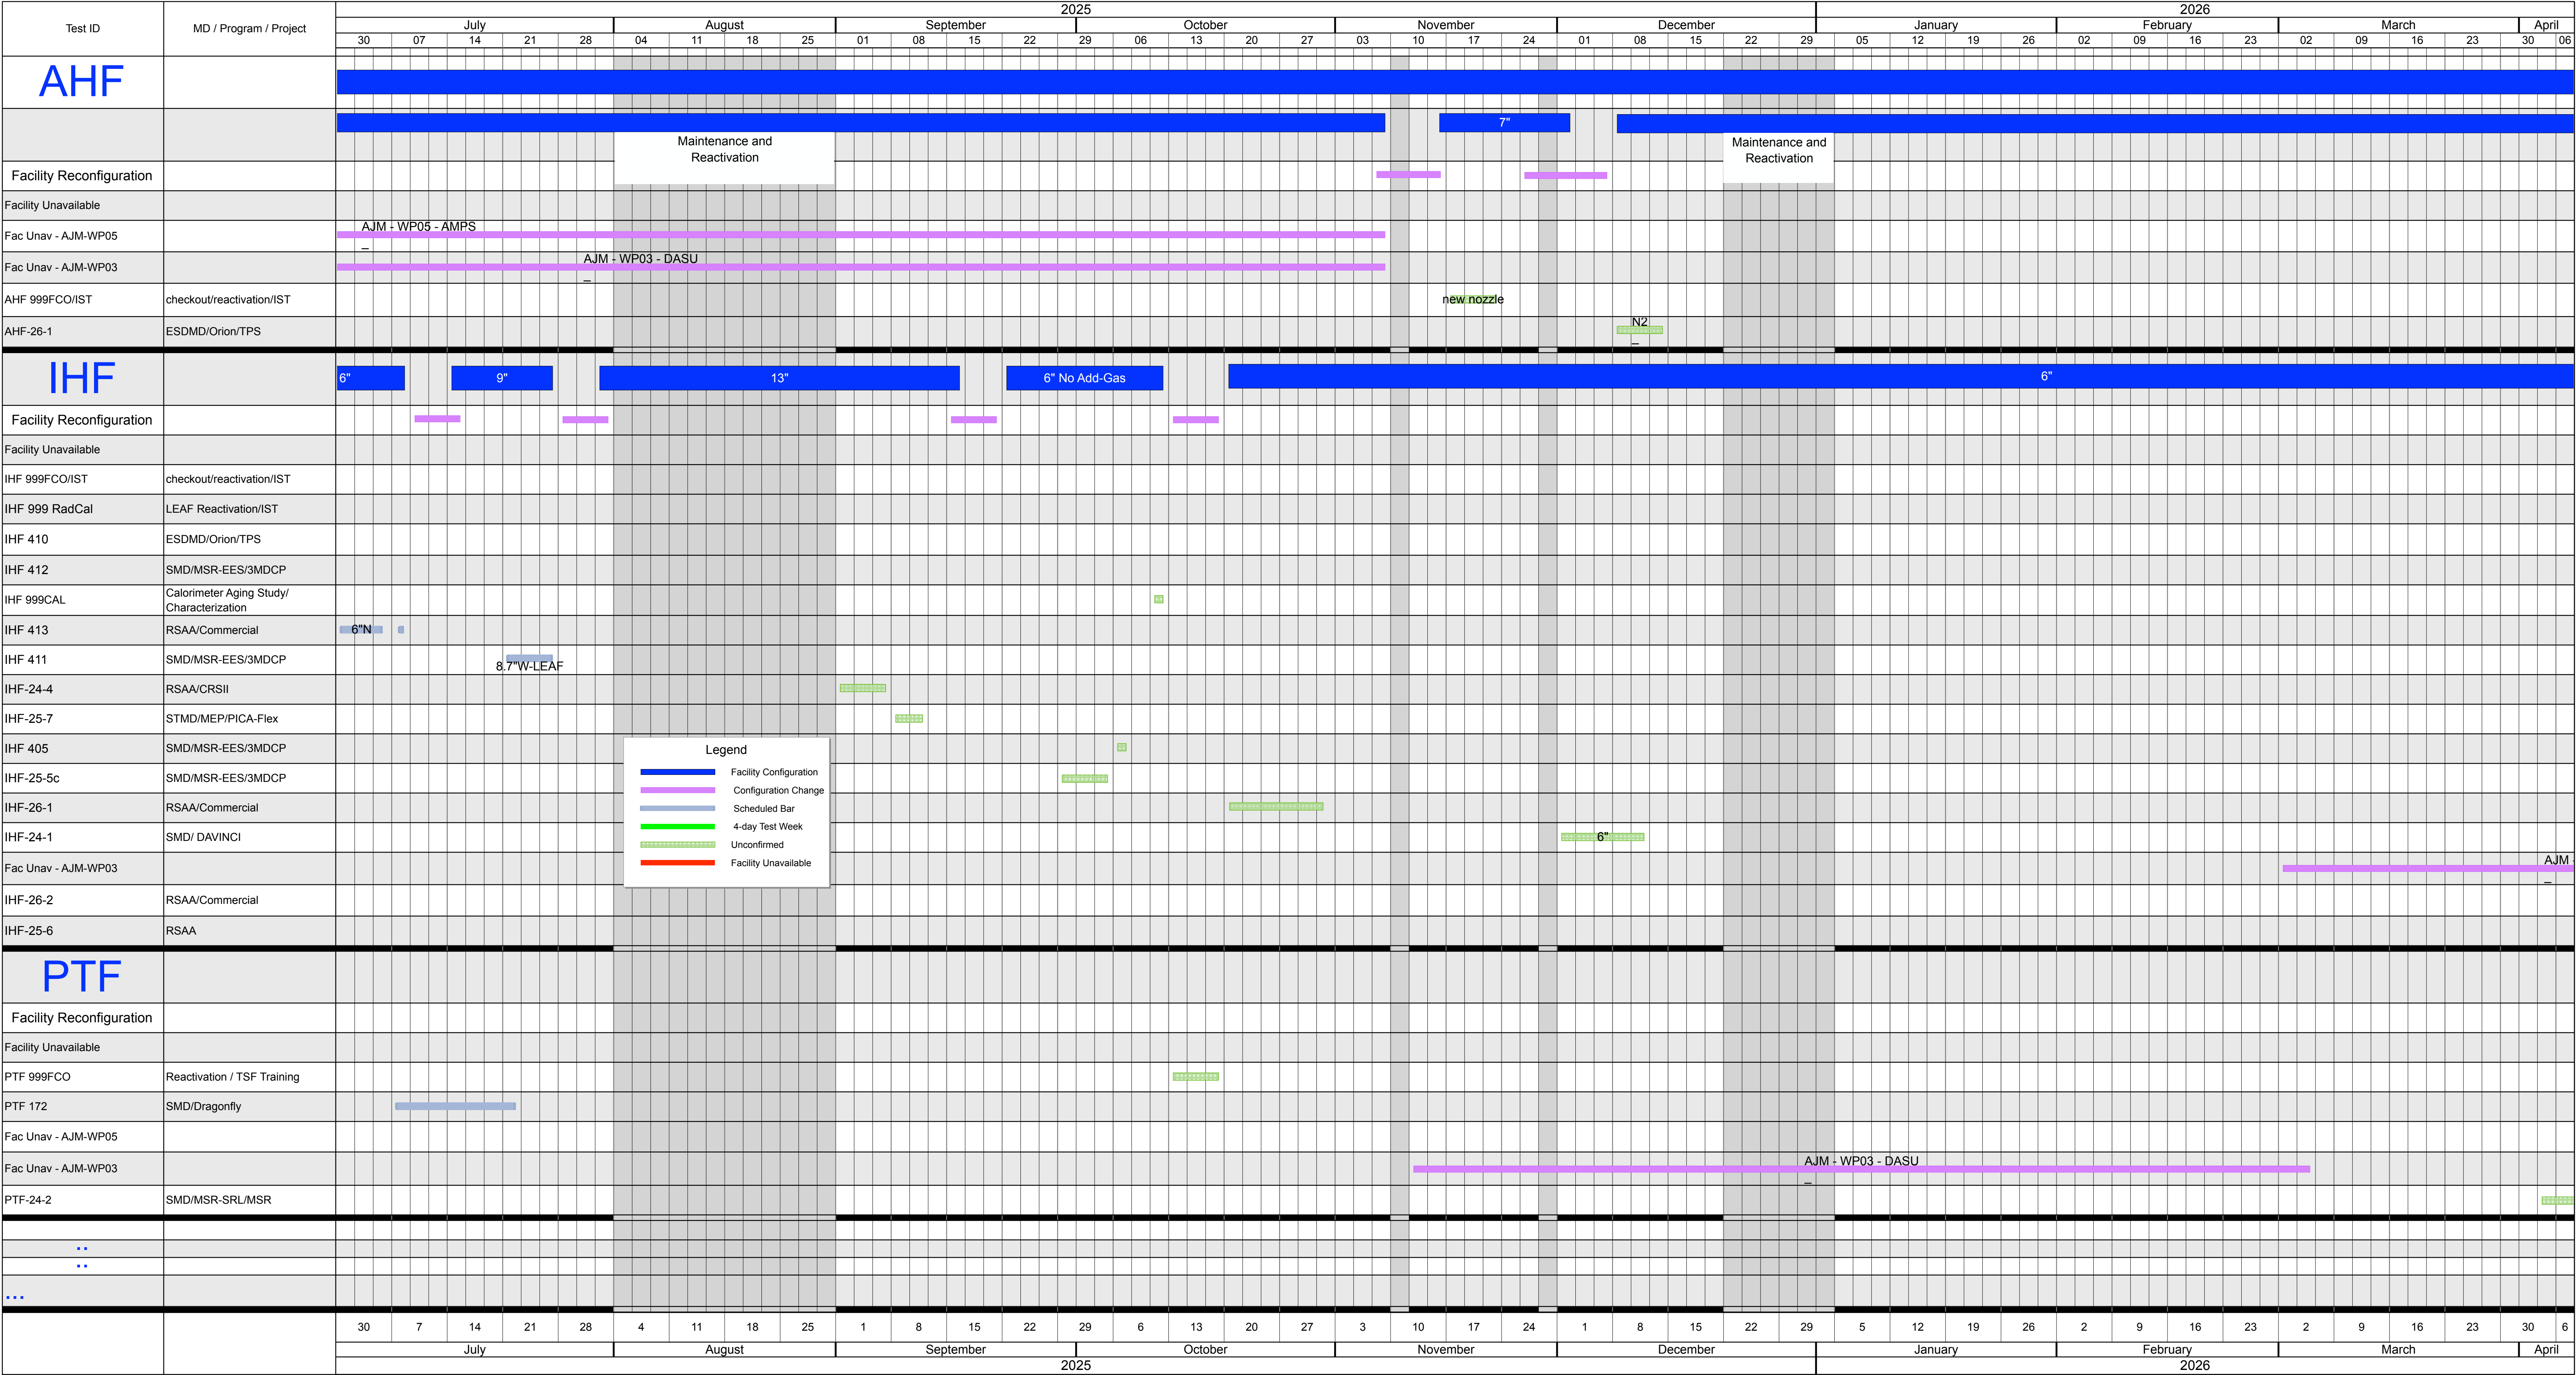 2025 2026
Test ID MD / Program / Project July August September October November December January February March April
30 07 14 21 28 04 11 18 25 01 08 15 22 29 06 13 20 27 03 10 17 24 01 08 15 22 29 05 12 19 26 02 09 16 23 02 09 16 23 30 06
AHF
7"
Maintenance and
Reactivation
Maintenance and
Reactivation
Facility Reconfiguration
Facility Unavailable
AJM - WP05 - AMPS
Fac Unav - AJM-WP05
_
AJM - WP03 - DASU
Fac Unav - AJM-WP03
_
AHF 999FCO/IST checkout/reactivation/IST new nozzle
N2
AHF-26-1 ESDMD/Orion/TPS
_
IHF 6" 9" 13" 6" No Add-Gas 6"
Facility Reconfiguration
Facility Unavailable
IHF 999FCO/IST checkout/reactivation/IST
IHF 999 RadCal LEAF Reactivation/IST
IHF 410 ESDMD/Orion/TPS
IHF 412 SMD/MSR-EES/3MDCP
IHF 999CAL Calorimeter Aging Study/
Characterization
IHF 413 RSAA/Commercial 6"N
IHF 411 SMD/MSR-EES/3MDCP 8.7"W-LEAF
IHF-24-4 RSAA/CRSII
IHF-25-7 STMD/MEP/PICA-Flex
IHF 405 SMD/MSR-EES/3MDCP
IHF-25-5c SMD/MSR-EES/3MDCP
IHF-26-1 RSAA/Commercial
IHF-24-1 SMD/ DAVINCI 6"
Legend
Facility Configuration
Configuration Change
Scheduled Bar
4-day Test Week
Unconfirmed
Facility Unavailable
AJM -
Fac Unav - AJM-WP03
_
IHF-26-2 RSAA/Commercial
IHF-25-6 RSAA
PTF
Facility Reconfiguration
Facility Unavailable
PTF 999FCO Reactivation / TSF Training
PTF 172 SMD/Dragonfly
Fac Unav - AJM-WP05
AJM - WP03 - DASU
Fac Unav - AJM-WP03
_
PTF-24-2 SMD/MSR-SRL/MSR
..
..
...
30 7 14 21 28 4 11 18 25 1 8 15 22 29 6 13 20 27 3 10 17 24 1 8 15 22 29 5 12 19 26 2 9 16 23 2 9 16 23 30 6
July August September October November December January February March April
2025 2026